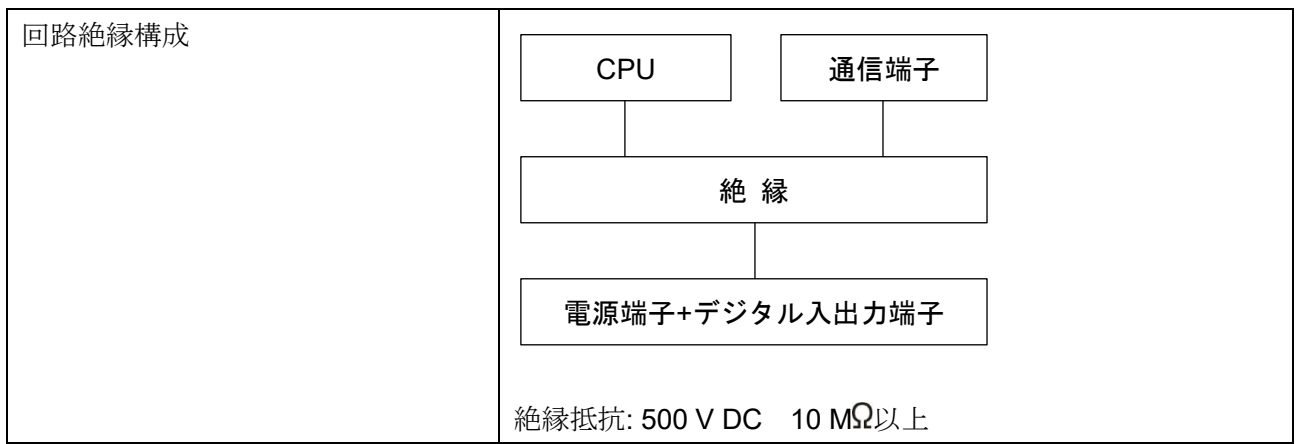 回路絶縁構成
CPU
通信端子
絶 縁
電源端子+デジタル入出力端子
絶縁抵抗: 500 V DC　10 MΩ以上